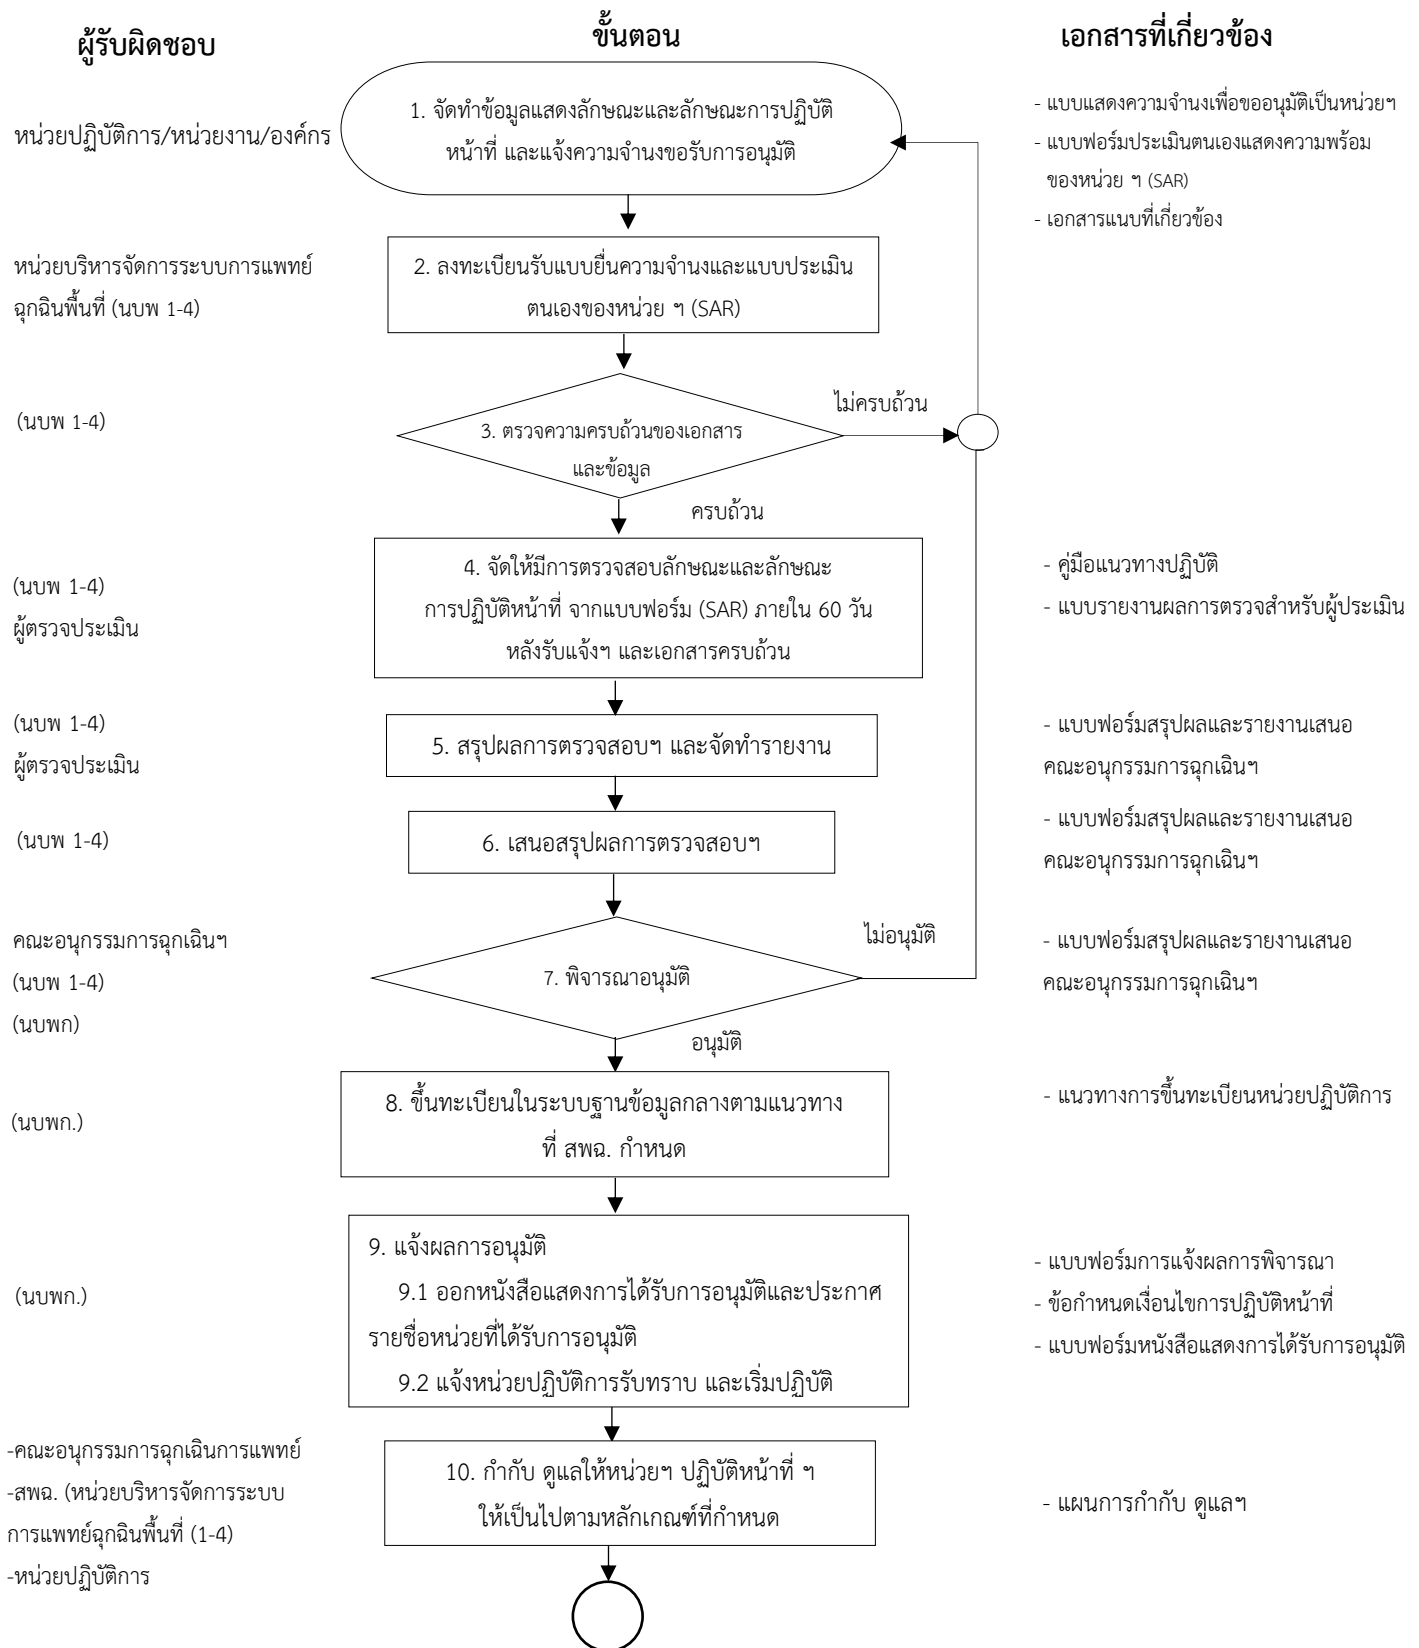 ผู้รับผิดชอบ
ขั้นตอน
เอกสารที่เกี่ยวข้อง
หน่วยปฏิบัติการ/หน่วยงาน/องค์กร
1. จัดทำข้อมูลแสดงลักษณะและลักษณะการปฏิบัติ
หน้าที่ และแจ้งความจำนงขอรับการอนุมัติ
- แบบแสดงความจำนงเพื่อขออนุมัติเป็นหน่วยฯ
- แบบฟอร์มประเมินตนเองแสดงความพร้อม
ของหน่วย ฯ (SAR)
- เอกสารแนบที่เกี่ยวข้อง
หน่วยบริหารจัดการระบบการแพทย์
ฉุกฉินพื้นที่ (นบพ 1-4)
2. ลงทะเบียนรับแบบยื่นความจำนงและแบบประเมิน
ตนเองของหน่วย ฯ (SAR)
(นบพ 1-4)
3. ตรวจความครบถ้วนของเอกสาร
และข้อมูล
ไม่ครบถ้วน
ครบถ้วน
(นบพ 1-4)
ผู้ตรวจประเมิน
4. จัดให้มีการตรวจสอบลักษณะและลักษณะ
การปฏิบัติหน้าที่ จากแบบฟอร์ม (SAR) ภายใน 60 วัน
หลังรับแจ้งฯ และเอกสารครบถ้วน
- คู่มือแนวทางปฏิบัติ
- แบบรายงานผลการตรวจสำหรับผู้ประเมิน
(นบพ 1-4)
ผู้ตรวจประเมิน
5. สรุปผลการตรวจสอบฯ และจัดทำรายงาน
- แบบฟอร์มสรุปผลและรายงานเสนอ
คณะอนุกรรมการฉุกเฉินฯ
(นบพ 1-4)
6. เสนอสรุปผลการตรวจสอบฯ
- แบบฟอร์มสรุปผลและรายงานเสนอ
คณะอนุกรรมการฉุกเฉินฯ
คณะอนุกรรมการฉุกเฉินฯ
(นบพ 1-4)
(นบพก)
7. พิจารณาอนุมัติ
ไม่อนุมัติ
อนุมัติ
- แบบฟอร์มสรุปผลและรายงานเสนอ
คณะอนุกรรมการฉุกเฉินฯ
(นบพก.)
8. ขึ้นทะเบียนในระบบฐานข้อมูลกลางตามแนวทาง
ที่ สพฉ. กำหนด
- แนวทางการขึ้นทะเบียนหน่วยปฏิบัติการ
(นบพก.)
9. แจ้งผลการอนุมัติ
9.1 ออกหนังสือแสดงการได้รับการอนุมัติและประกาศ
รายชื่อหน่วยที่ได้รับการอนุมัติ
9.2 แจ้งหน่วยปฏิบัติการรับทราบ และเริ่มปฏิบัติ
- แบบฟอร์มการแจ้งผลการพิจารณา
- ข้อกำหนดเงื่อนไขการปฏิบัติหน้าที่
- แบบฟอร์มหนังสือแสดงการได้รับการอนุมัติ
-คณะอนุกรรมการฉุกเฉินการแพทย์
-สพฉ. (หน่วยบริหารจัดการระบบ
การแพทย์ฉุกฉินพื้นที่ (1-4)
-หน่วยปฏิบัติการ
10. กำกับ ดูแลให้หน่วยฯ ปฏิบัติหน้าที่ ฯ
ให้เป็นไปตามหลักเกณฑ์ที่กำหนด
- แผนการกำกับ ดูแลฯ